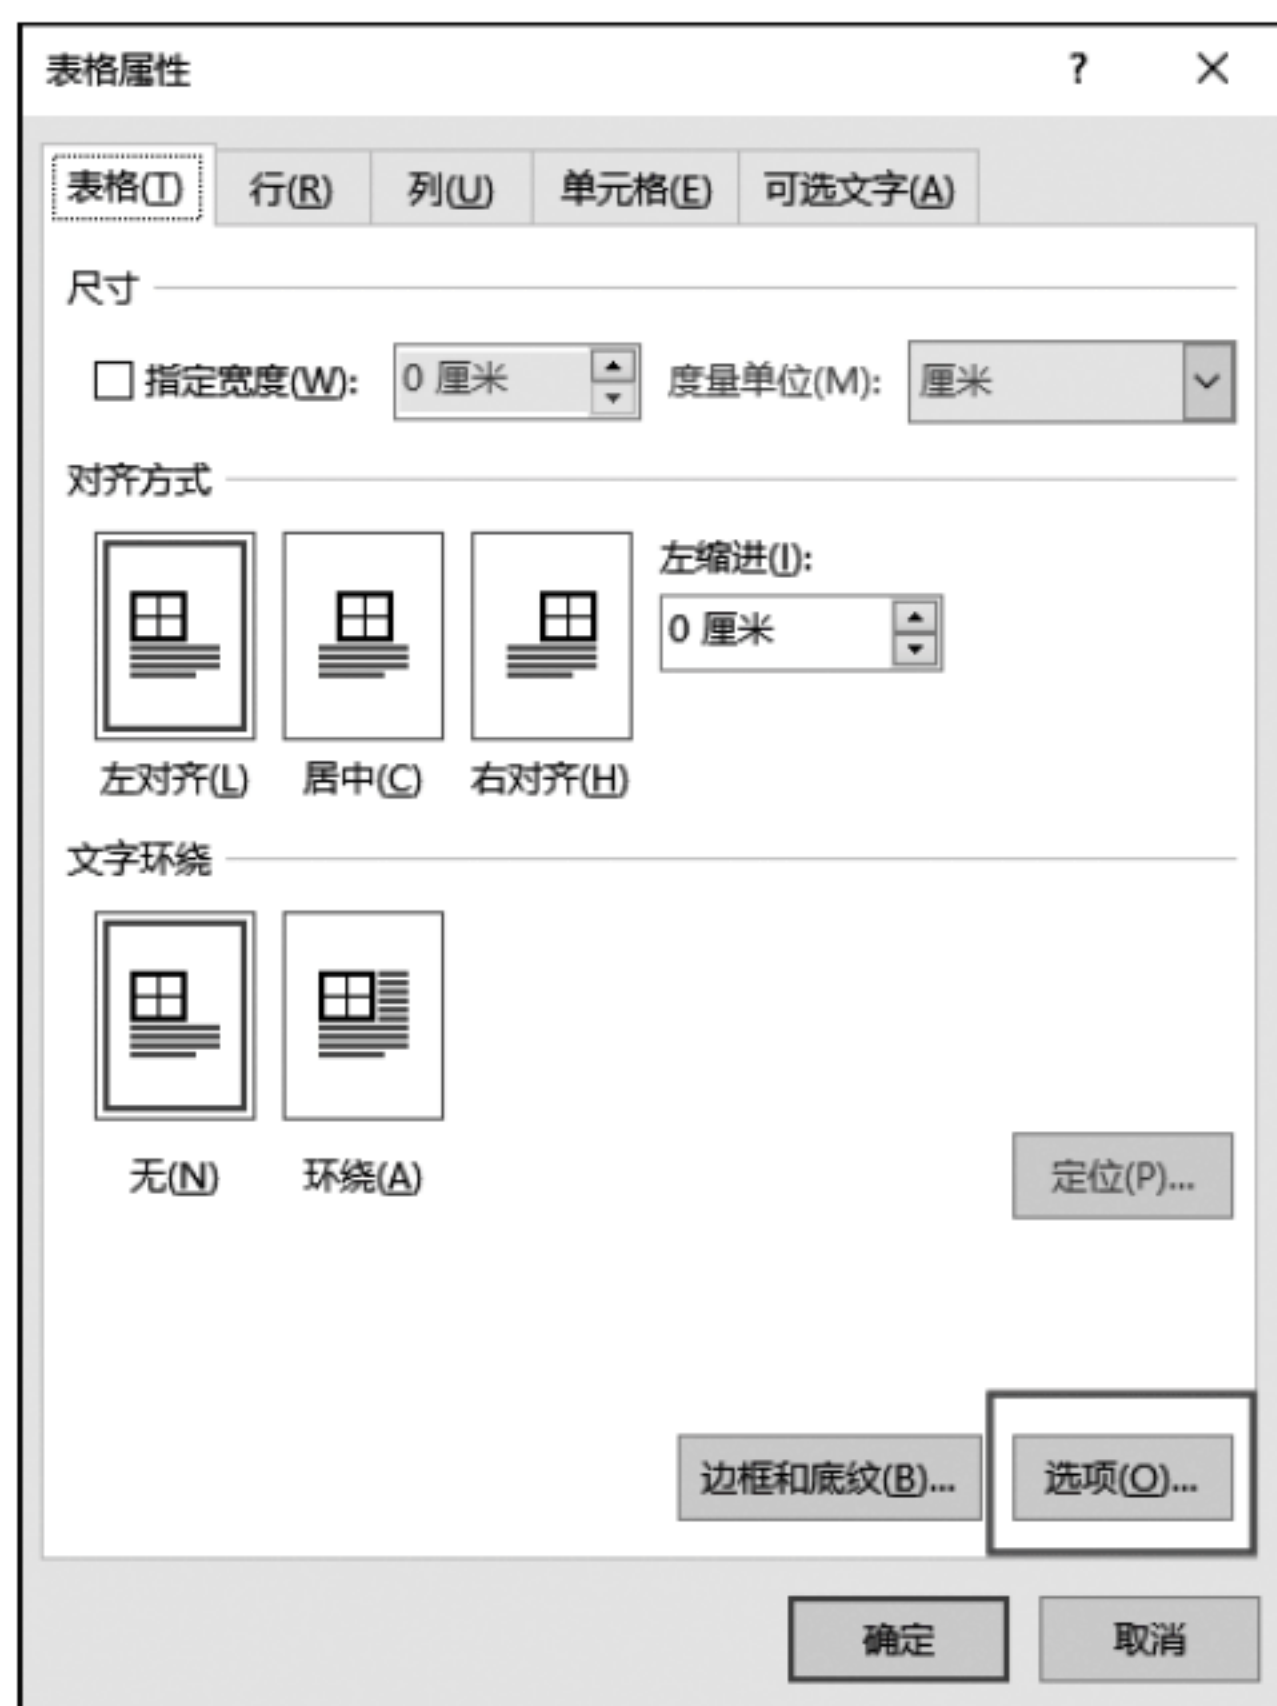 表格属性 ? ×
表格(T) 行(R) 列(U) 单元格(E) 可选文字(A)
尺寸
指定宽度(W): 0 厘米 度量单位(M): 厘米
对齐方式
左缩进(I):
0 厘米
左对齐(L) 居中(C) 右对齐(H)
文字环绕
无(N) 环绕(A) 定位(P)...
边框和底纹(B)... 选项(O)...
确定 取消